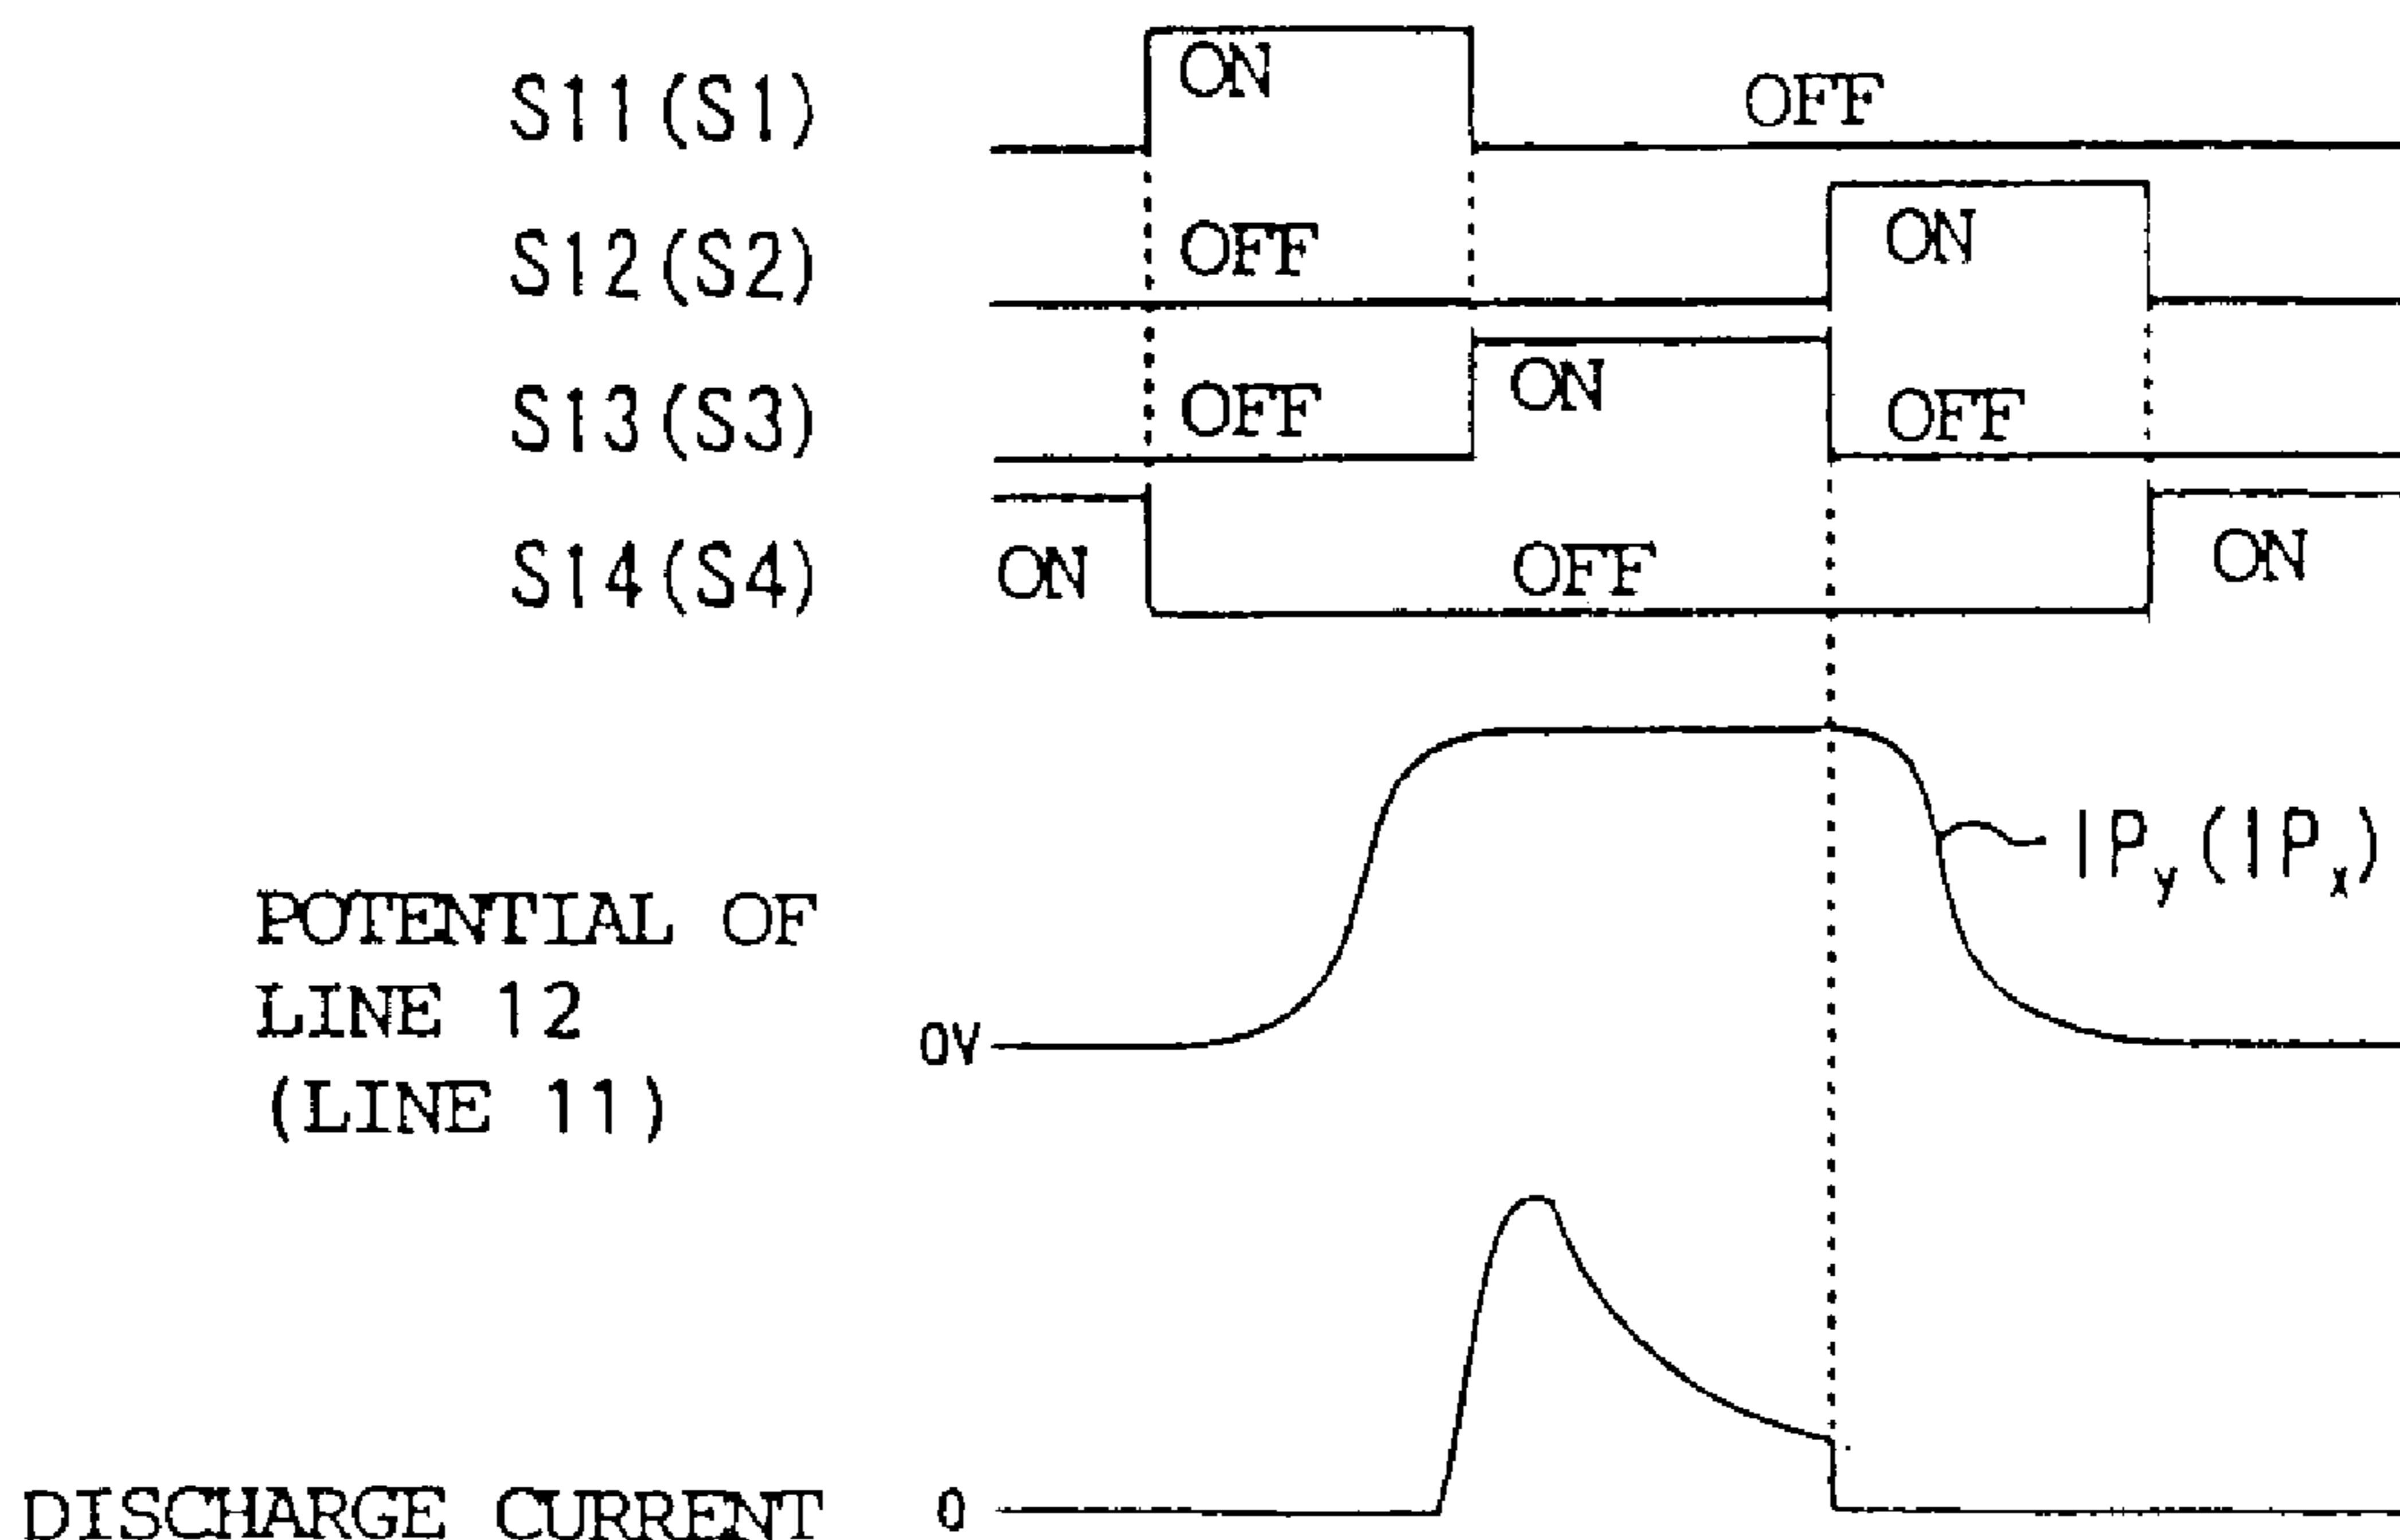 S11(S1) ON OFF
S12(S2) OFF ON
S13(S3) OFF ON OFF
S14(S4) ON OFF ON
IPy(IPx)
POTENTIAL OF
LINE 12
(LINE 11)
0V
DISCHARGE CURRENT 0